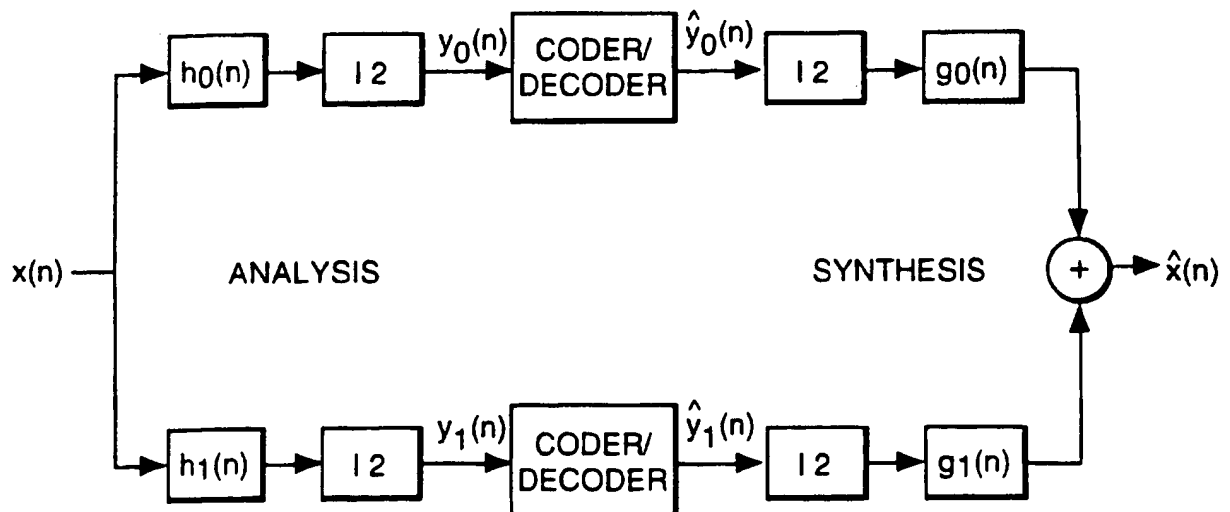 h0(n) I 2 y0(n) CODER/ ŷ0(n) I 2 g0(n)
DECODER
x(n) ANALYSIS SYNTHESIS + x̂(n)
h1(n) I 2 y1(n) CODER/ ŷ1(n) I 2 g1(n)
DECODER